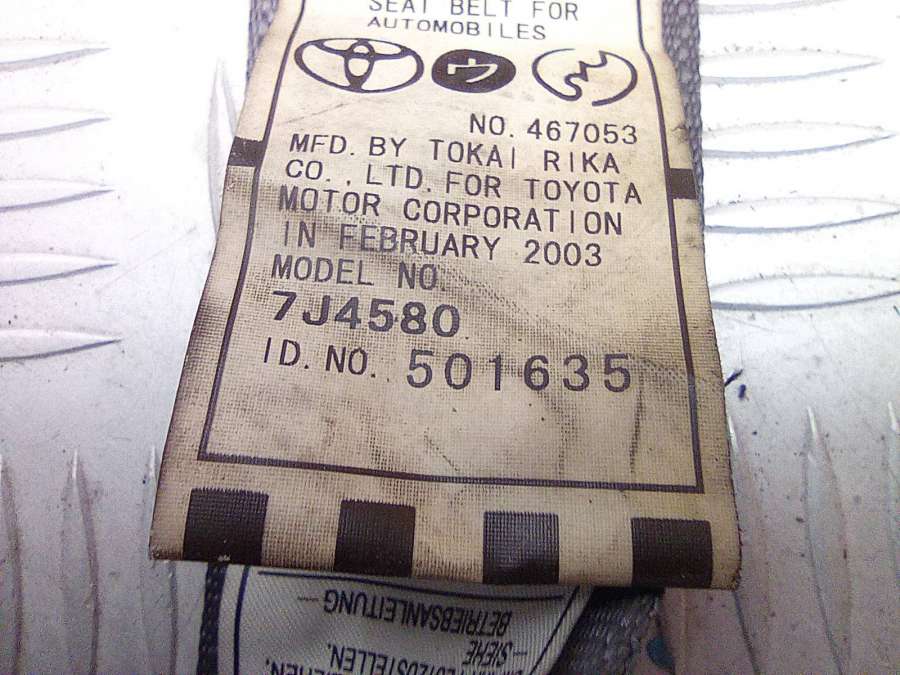 SEAT BELT FOR
AUTOMOBILES
NO. 467053
MFD. BY TOKAI RIKA
CO., LTD. FOR TOYOTA
MOTOR CORPORATION
IN FEBRUARY 2003
MODEL NO.
7J4580
ID. NO. 501635
BETRIEBSANLEITUNG —
— SIEHE